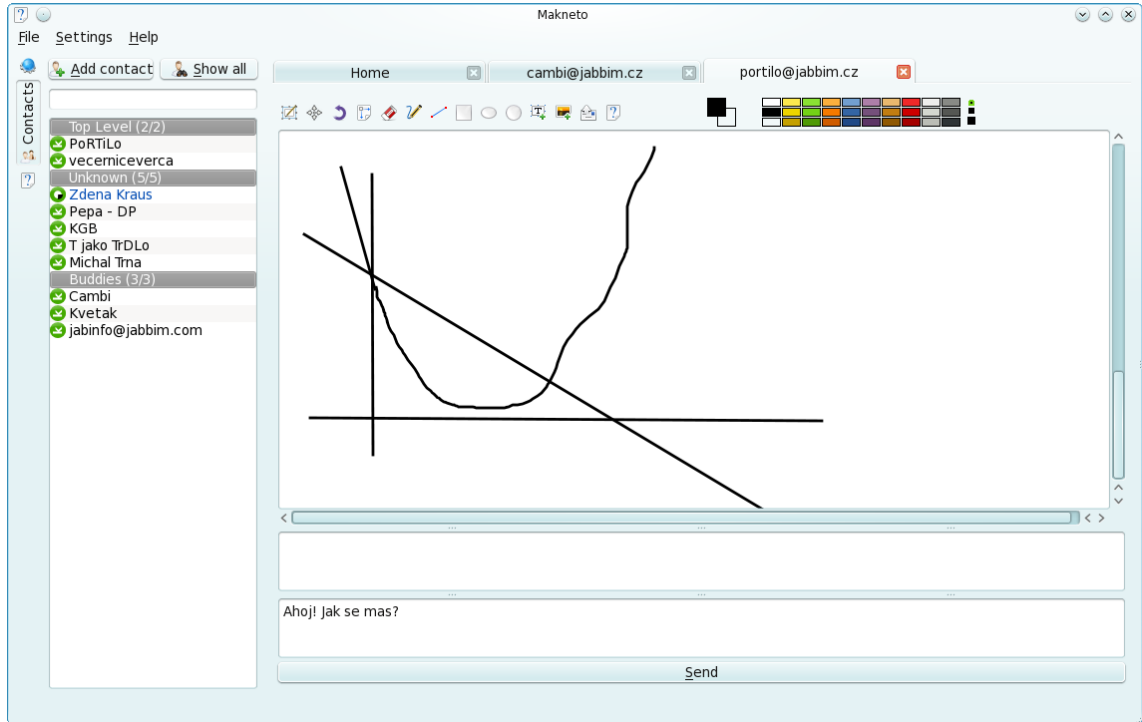 Makneto
File Settings Help
Add contact Show all
Home cambi@jabbim.cz portilo@jabbim.cz
Contacts
Top Level (2/2)
PoRTiLo
vecerniceverca
Unknown (5/5)
Zdena Kraus
Pepa - DP
KGB
T jako TrDLo
Michal Trna
Buddies (3/3)
Cambi
Kvetak
jabinfo@jabbim.com
Ahoj! Jak se mas?
Send